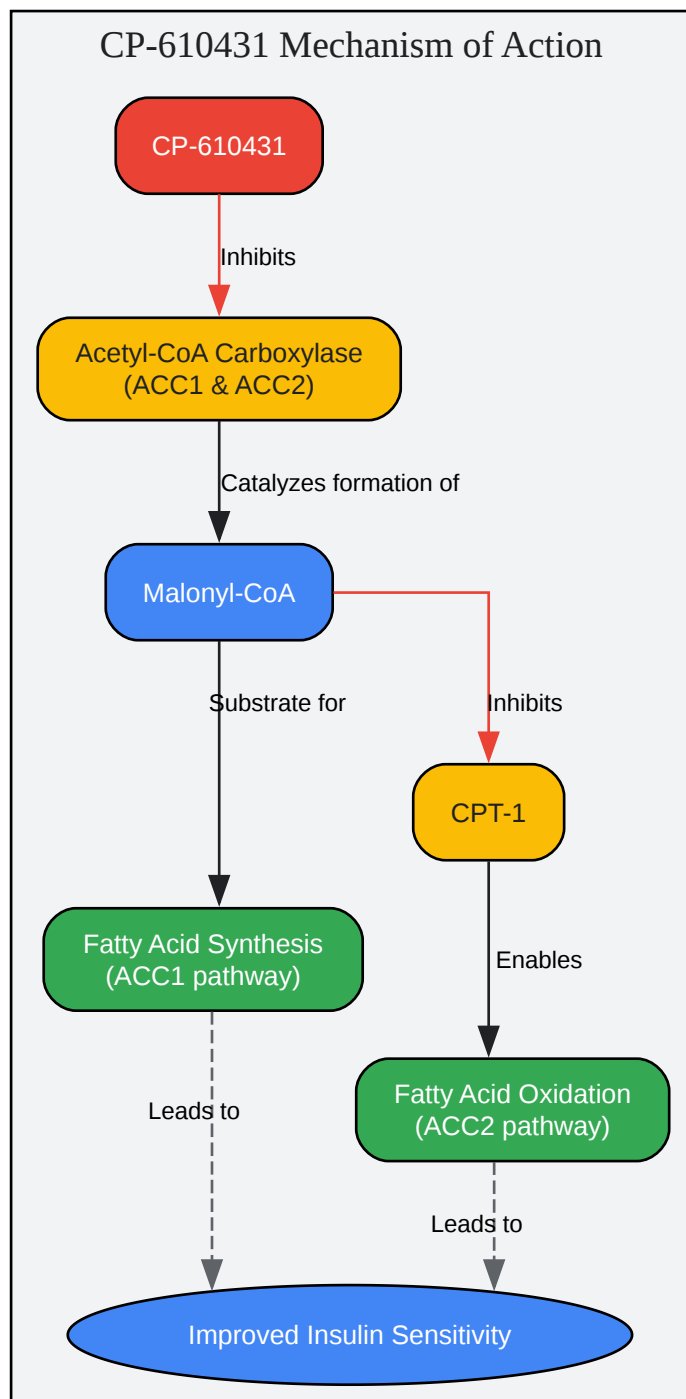 CP-610431 Mechanism of Action
CP-610431
Inhibits
Acetyl-CoA Carboxylase
(ACC1 & ACC2)
Catalyzes formation of
Malonyl-CoA
Substrate for
Inhibits
CPT-1
Fatty Acid Synthesis
(ACC1 pathway)
Enables
Leads to
Fatty Acid Oxidation
(ACC2 pathway)
Leads to
Improved Insulin Sensitivity